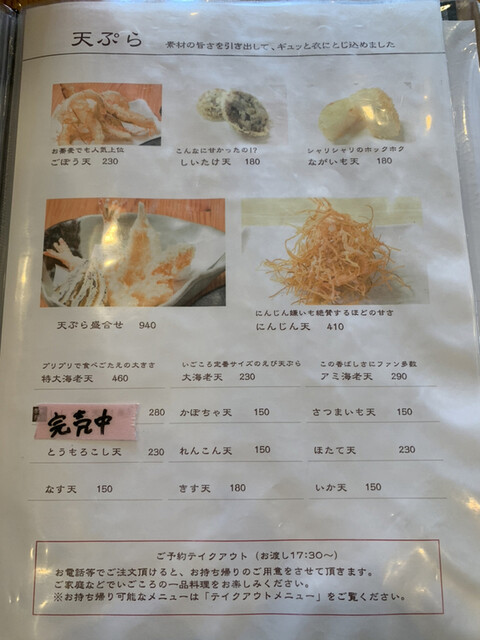 天ぷら 素材の旨さを引き出して、ギュッと衣にとじ込めました
お蕎麦でも人気上位
ごぼう天 230
こんなに甘かったの!?
しいたけ天 180
シャリシャリのホックホク
ながいも天 180
天ぷら盛合せ 940
にんじん嫌いも絶賛するほどの甘さ
にんじん天 410
プリプリで食べごたえの大きさ
特大海老天 460
いごころ定番サイズのえび天ぷら
大海老天 230
この香ばしさにファン多数
アミ海老天 290
完売中 280
かぼちゃ天 150
さつまいも天 150
とうもろこし天 230
れんこん天 150
ほたて天 230
なす天 150
きす天 180
いか天 150
ご予約テイクアウト（お渡し17:30〜）
お電話等でご注文頂けると、お持ち帰りのご用意をさせて頂きます。
ご家庭などでいごころの一品料理をお楽しみください。
※お持ち帰り可能なメニューは「テイクアウトメニュー」をご覧ください。